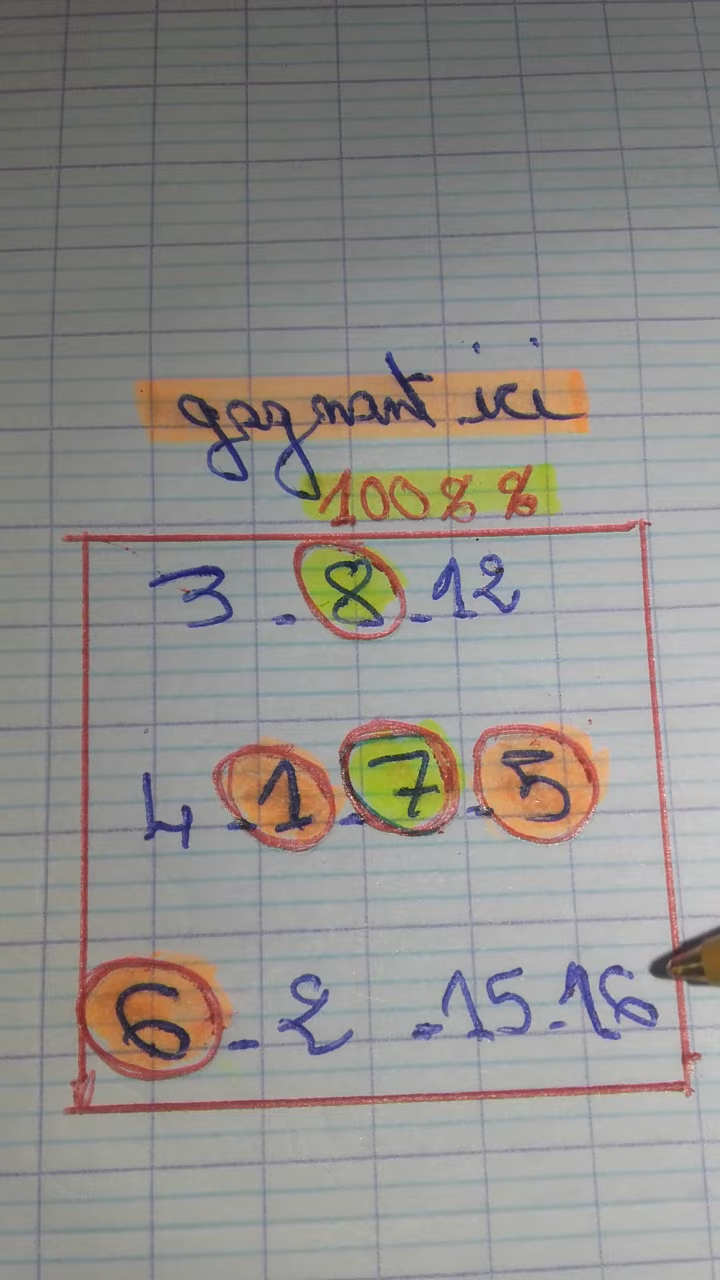 gagnant ici
100%%
3 - 8 - 12
4 - 1 - 7 - 5
6 - 2 - 15 - 16